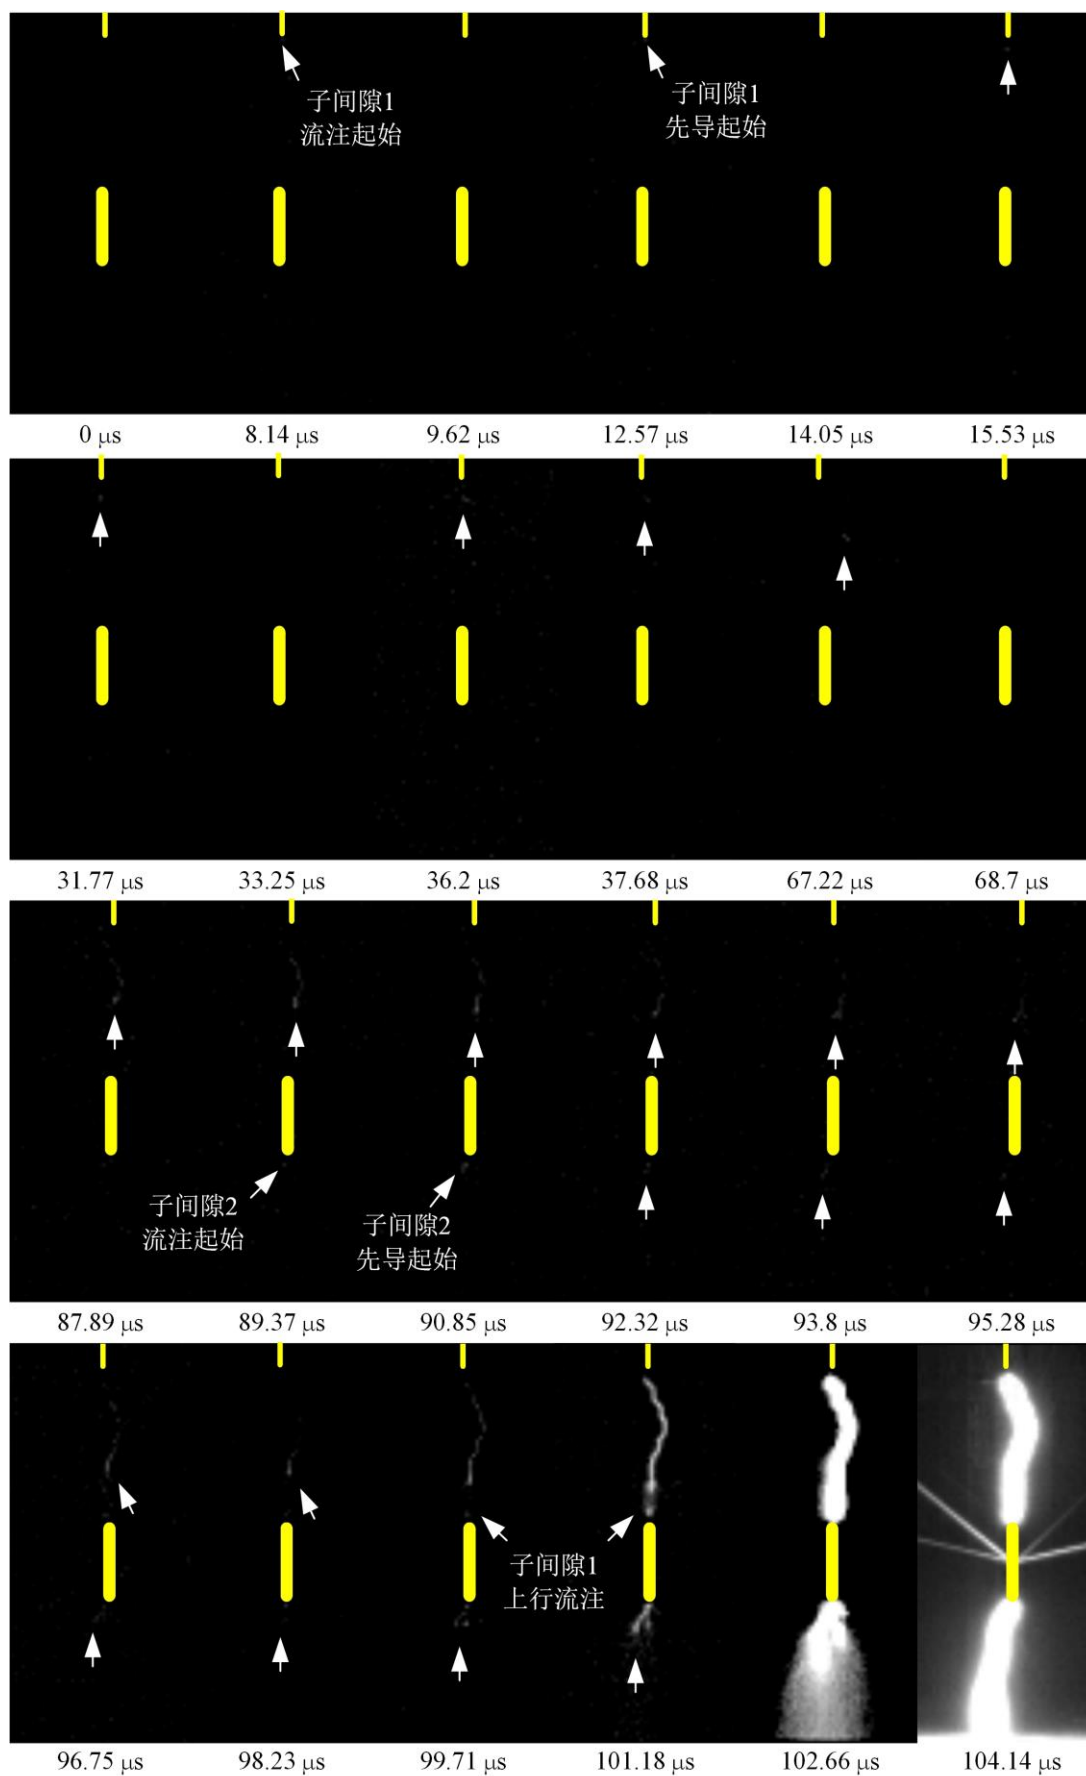 子间隙1
流注起始
子间隙1
先导起始
0 μs 8.14 μs 9.62 μs 12.57 μs 14.05 μs 15.53 μs
31.77 μs 33.25 μs 36.2 μs 37.68 μs 67.22 μs 68.7 μs
子间隙2
流注起始
子间隙2
先导起始
87.89 μs 89.37 μs 90.85 μs 92.32 μs 93.8 μs 95.28 μs
子间隙1
上行流注
96.75 μs 98.23 μs 99.71 μs 101.18 μs 102.66 μs 104.14 μs